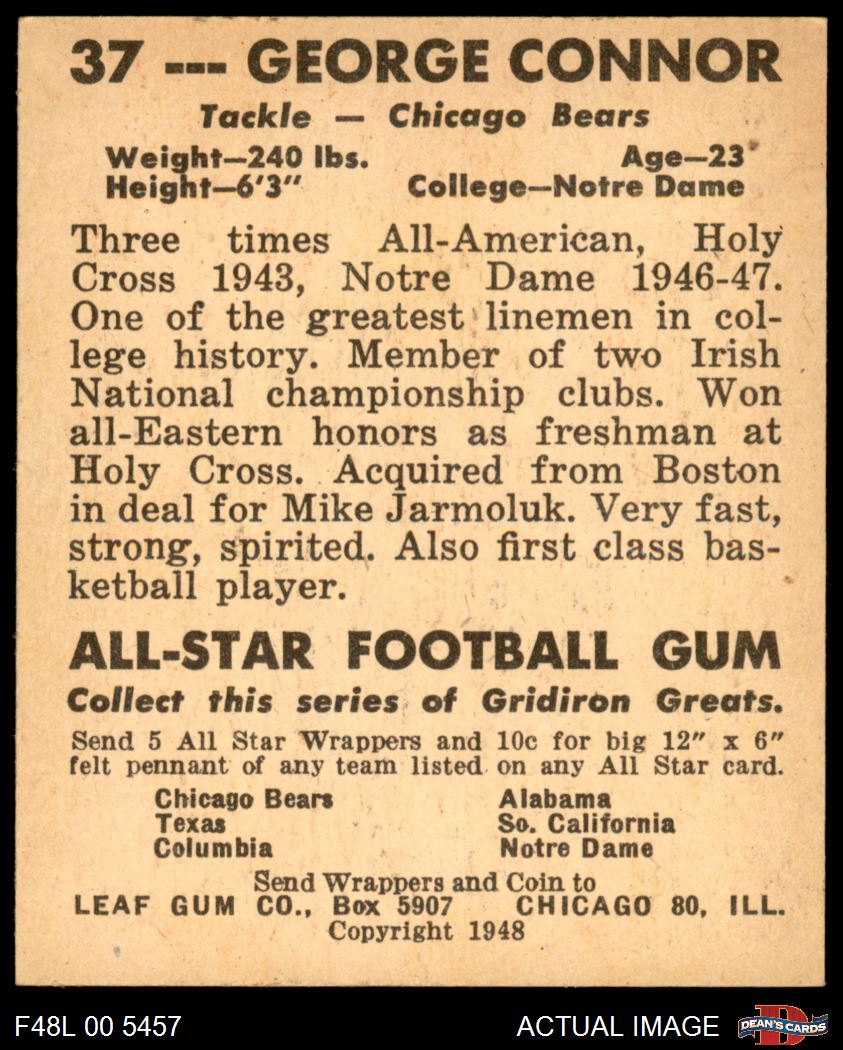 37 --- GEORGE CONNOR
Tackle — Chicago Bears
Weight—240 lbs. Age—23
Height—6'3" College—Notre Dame
Three times All-American, Holy
Cross 1943, Notre Dame 1946-47.
One of the greatest linemen in col-
lege history. Member of two Irish
National championship clubs. Won
all-Eastern honors as freshman at
Holy Cross. Acquired from Boston
in deal for Mike Jarmoluk. Very fast,
strong, spirited. Also first class bas-
ketball player.
ALL-STAR FOOTBALL GUM
Collect this series of Gridiron Greats.
Send 5 All Star Wrappers and 10c for big 12" x 6"
felt pennant of any team listed on any All Star card.
Chicago Bears Alabama
Texas So. California
Columbia Notre Dame
Send Wrappers and Coin to
LEAF GUM CO., Box 5907 CHICAGO 80, ILL.
Copyright 1948
F48L 00 5457 ACTUAL IMAGE D DEAN'S CARDS